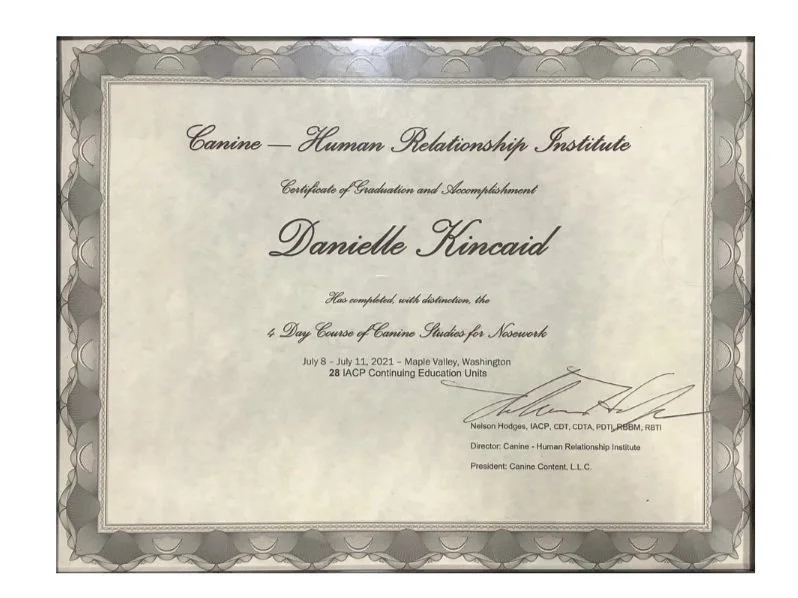 Canine — Human Relationship Institute
Certificate of Graduation and Accomplishment
Danielle Kincaid
Has completed, with distinction, the
4 Day Course of Canine Studies for Nosework
July 8 - July 11, 2021 - Maple Valley, Washington
28 IACP Continuing Education Units
Nelson Hodges, IACP, CDT, CDTA, PDTI, RBBM, RBTI
Director: Canine - Human Relationship Institute
President: Canine Content, L.L.C.